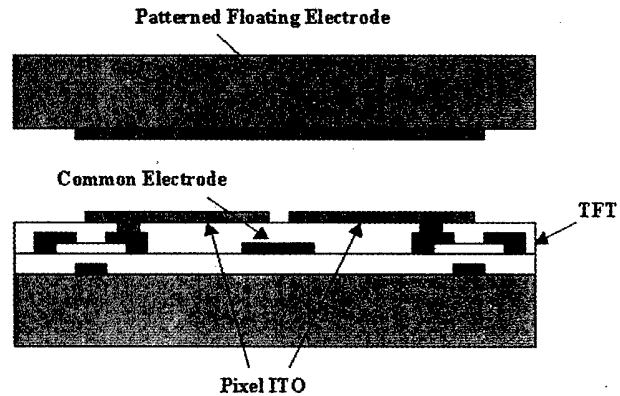 Patterned Floating Electrode
Common Electrode
TFT
Pixel ITO